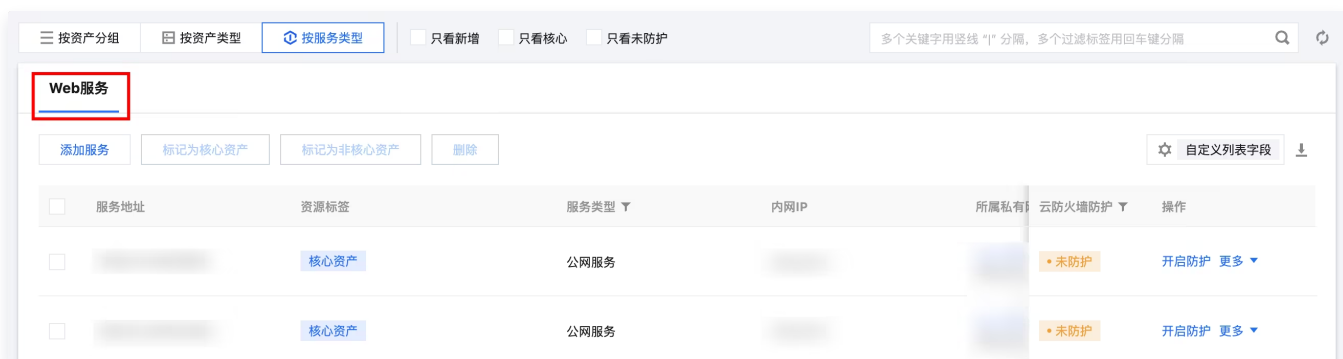 按资产分组 按资产类型 按服务类型 只看新增 只看核心 只看未防护 多个关键字用竖线 "|" 分隔，多个过滤标签用回车键分隔
Web服务
添加服务 标记为核心资产 标记为非核心资产 删除 自定义列表字段
服务地址 资源标签 服务类型 内网IP 所属私有 云防火墙防护 操作
核心资产 公网服务 未防护 开启防护 更多
核心资产 公网服务 未防护 开启防护 更多